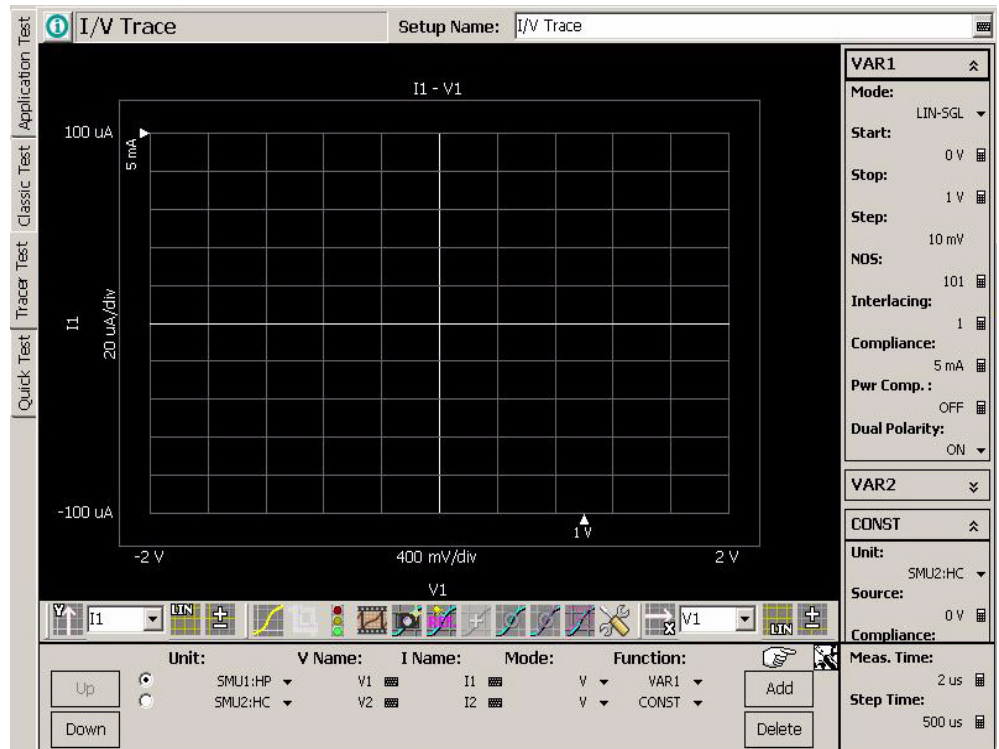 I/V Trace
Setup Name: I/V Trace
Application Test
Classic Test
Tracer Test
Quick Test
I1 - V1
100 uA
5 mA
I1
20 uA/div
-100 uA
1 V
-2 V
400 mV/div
2 V
V1
VAR1
Mode:
LIN-SGL
Start:
0 V
Stop:
1 V
Step:
10 mV
NOS:
101
Interlacing:
1
Compliance:
5 mA
Pwr Comp. :
OFF
Dual Polarity:
ON
VAR2
CONST
Unit:
SMU2:HC
Source:
0 V
Compliance:
Y I1 LIN REF. X V1 LIN
Unit: V Name: I Name: Mode: Function:
Up
SMU1:HP V1 I1 V VAR1
SMU2:HC V2 I2 V CONST
Down
Add
Delete
Meas. Time:
2 us
Step Time:
500 us